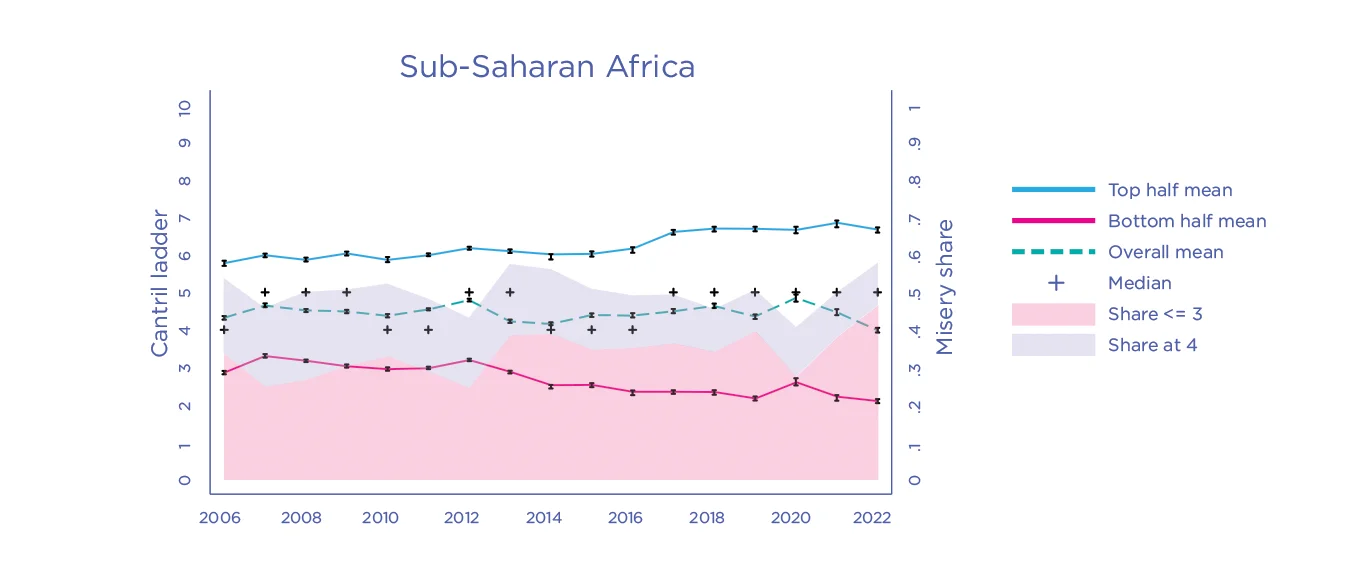 Sub-Saharan Africa
Cantril ladder
10
9
8
7
6
5
4
3
2
1
0
Misery share
1
.9
.8
.7
.6
.5
.4
.3
.2
.1
0
2006 2008 2010 2012 2014 2016 2018 2020 2022
Top half mean
Bottom half mean
Overall mean
Median
Share <= 3
Share at 4